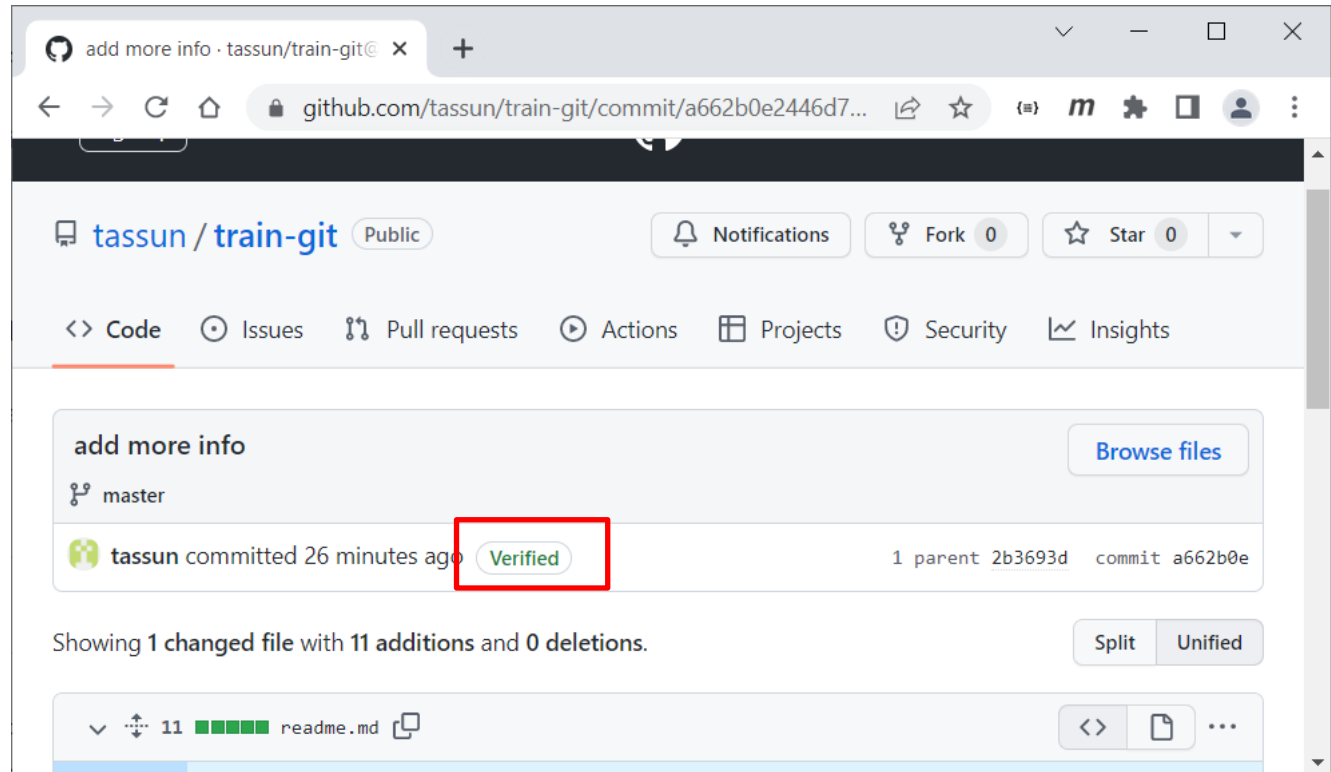 add more info · tassun/train-git@
github.com/tassun/train-git/commit/a662b0e2446d7...
tassun / train-git Public
Notifications Fork 0 Star 0
Code Issues Pull requests Actions Projects Security Insights
add more info
Browse files
master
tassun committed 26 minutes ago Verified 1 parent 2b3693d commit a662b0e
Showing 1 changed file with 11 additions and 0 deletions.
Split Unified
11 readme.md